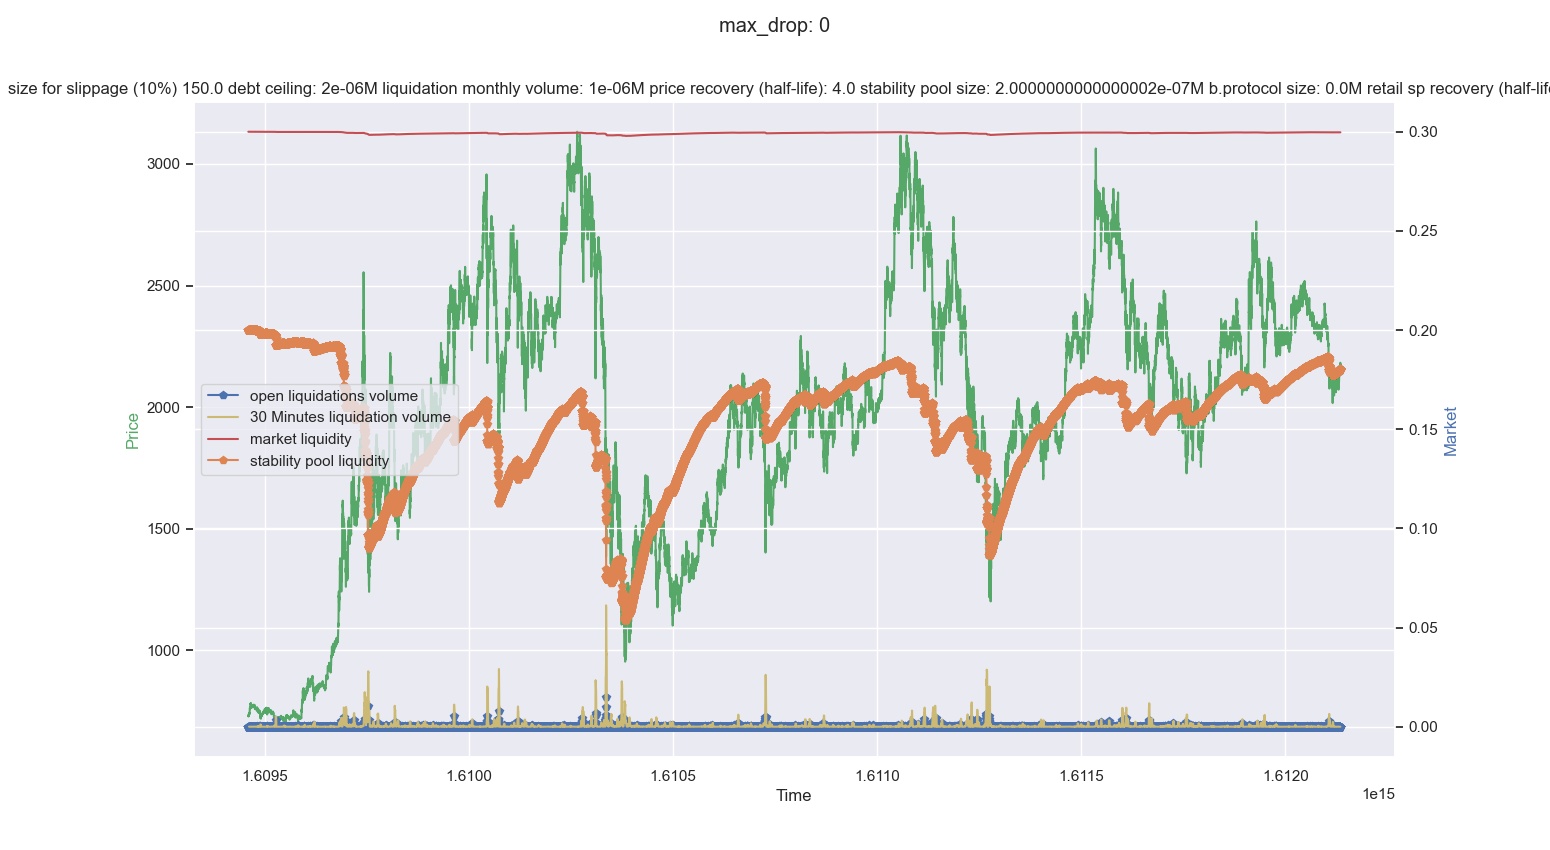 max_drop: 0
size for slippage (10%) 150.0 debt ceiling: 2e-06M liquidation monthly volume: 1e-06M price recovery (half-life): 4.0 stability pool size: 2.0000000000000002e-07M b.protocol size: 0.0M retail sp recovery (half-life
3000
2500
2000
1500
1000
Price
open liquidations volume
30 Minutes liquidation volume
market liquidity
stability pool liquidity
0.30
0.25
0.20
0.15
0.10
0.05
0.00
Market
1.6095 1.6100 1.6105 1.6110 1.6115 1.6120
Time
1e15